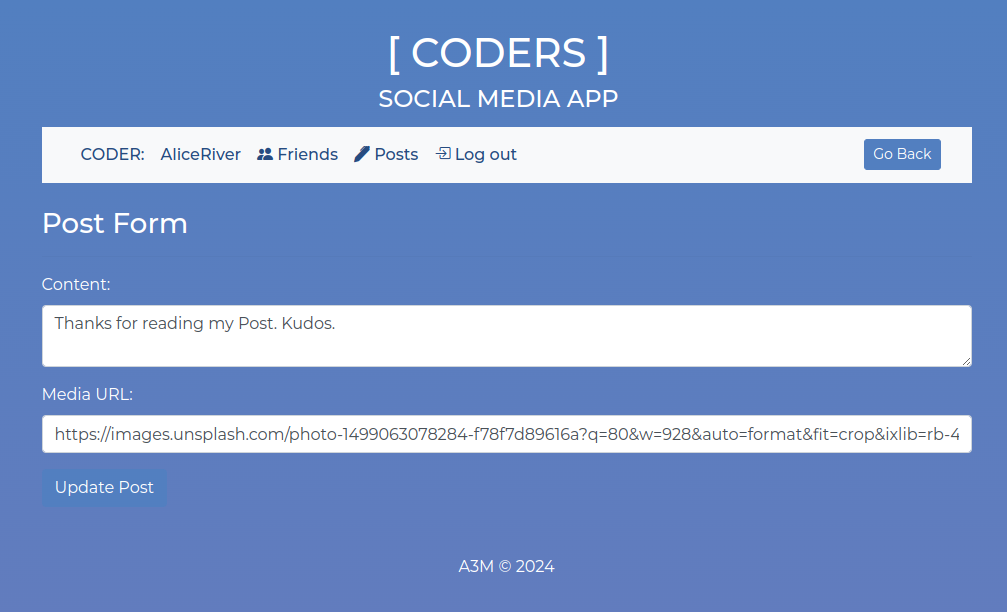 [ CODERS ]
SOCIAL MEDIA APP
CODER: AliceRiver Friends Posts Log out Go Back
Post Form
Content:
Thanks for reading my Post. Kudos.
Media URL:
https://images.unsplash.com/photo-1499063078284-f78f7d89616a?q=80&w=928&auto=format&fit=crop&ixlib=rb-4
Update Post
A3M © 2024